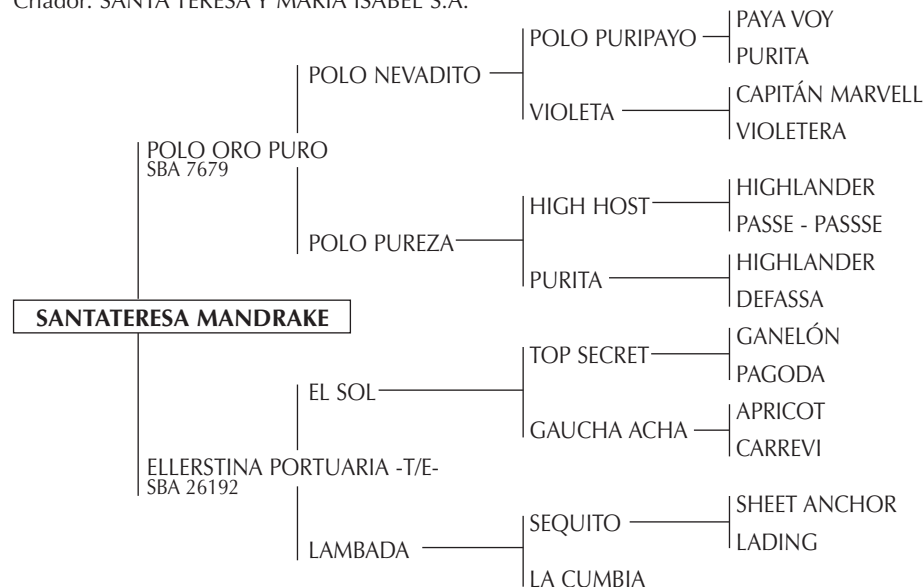 Criador: SANTA TERESA Y MARIA ISABEL S.A.
PAYA VOY
POLO PURIPAYO
PURITA
POLO NEVADITO
CAPITÁN MARVELL
VIOLETA
VIOLETERA
POLO ORO PURO
SBA 7679
HIGHLANDER
HIGH HOST
PASSE - PASSSE
POLO PUREZA
HIGHLANDER
PURITA
DEFASSA
SANTATERESA MANDRAKE
GANELÓN
TOP SECRET
PAGODA
EL SOL
APRICOT
GAUCHA ACHA
CARREVI
ELLERSTINA PORTUARIA -T/E-
SBA 26192
SHEET ANCHOR
SEQUITO
LADING
LAMBADA
LA CUMBIA